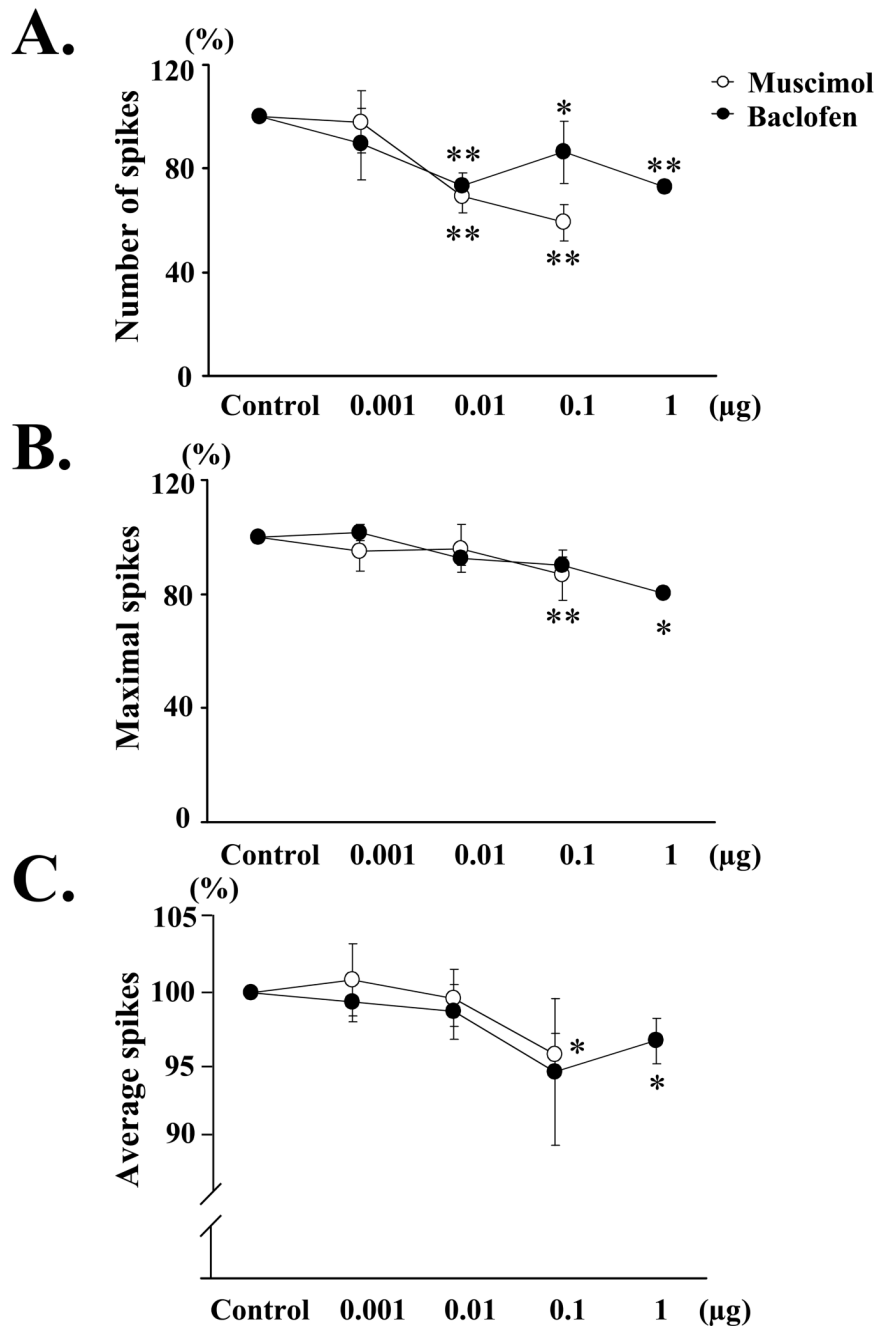 A.
(%)
Number of spikes
120
80
40
0
Muscimol
Baclofen
*
**
**
**
**
Control 0.001 0.01 0.1 1 (µg)
B.
(%)
Maximal spikes
120
80
40
0
**
*
Control 0.001 0.01 0.1 1 (µg)
C.
(%)
Average spikes
105
100
95
90
*
*
Control 0.001 0.01 0.1 1 (µg)